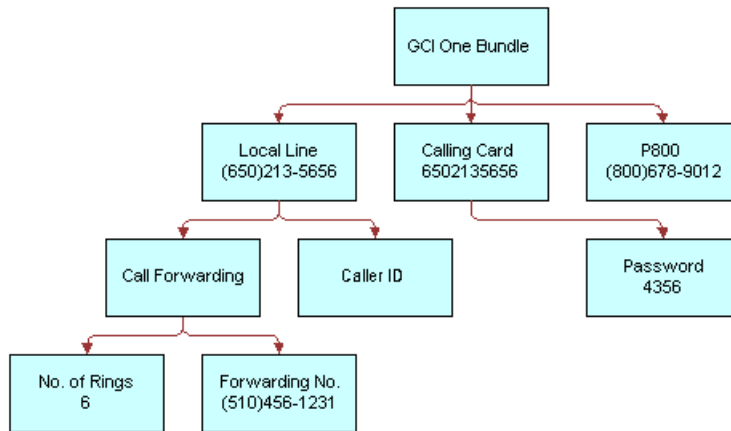 GCI One Bundle
Local Line
(650)213-5656
Calling Card
6502135656
P800
(800)678-9012
Call Forwarding
Caller ID
Password
4356
No. of Rings
6
Forwarding No.
(510)456-1231